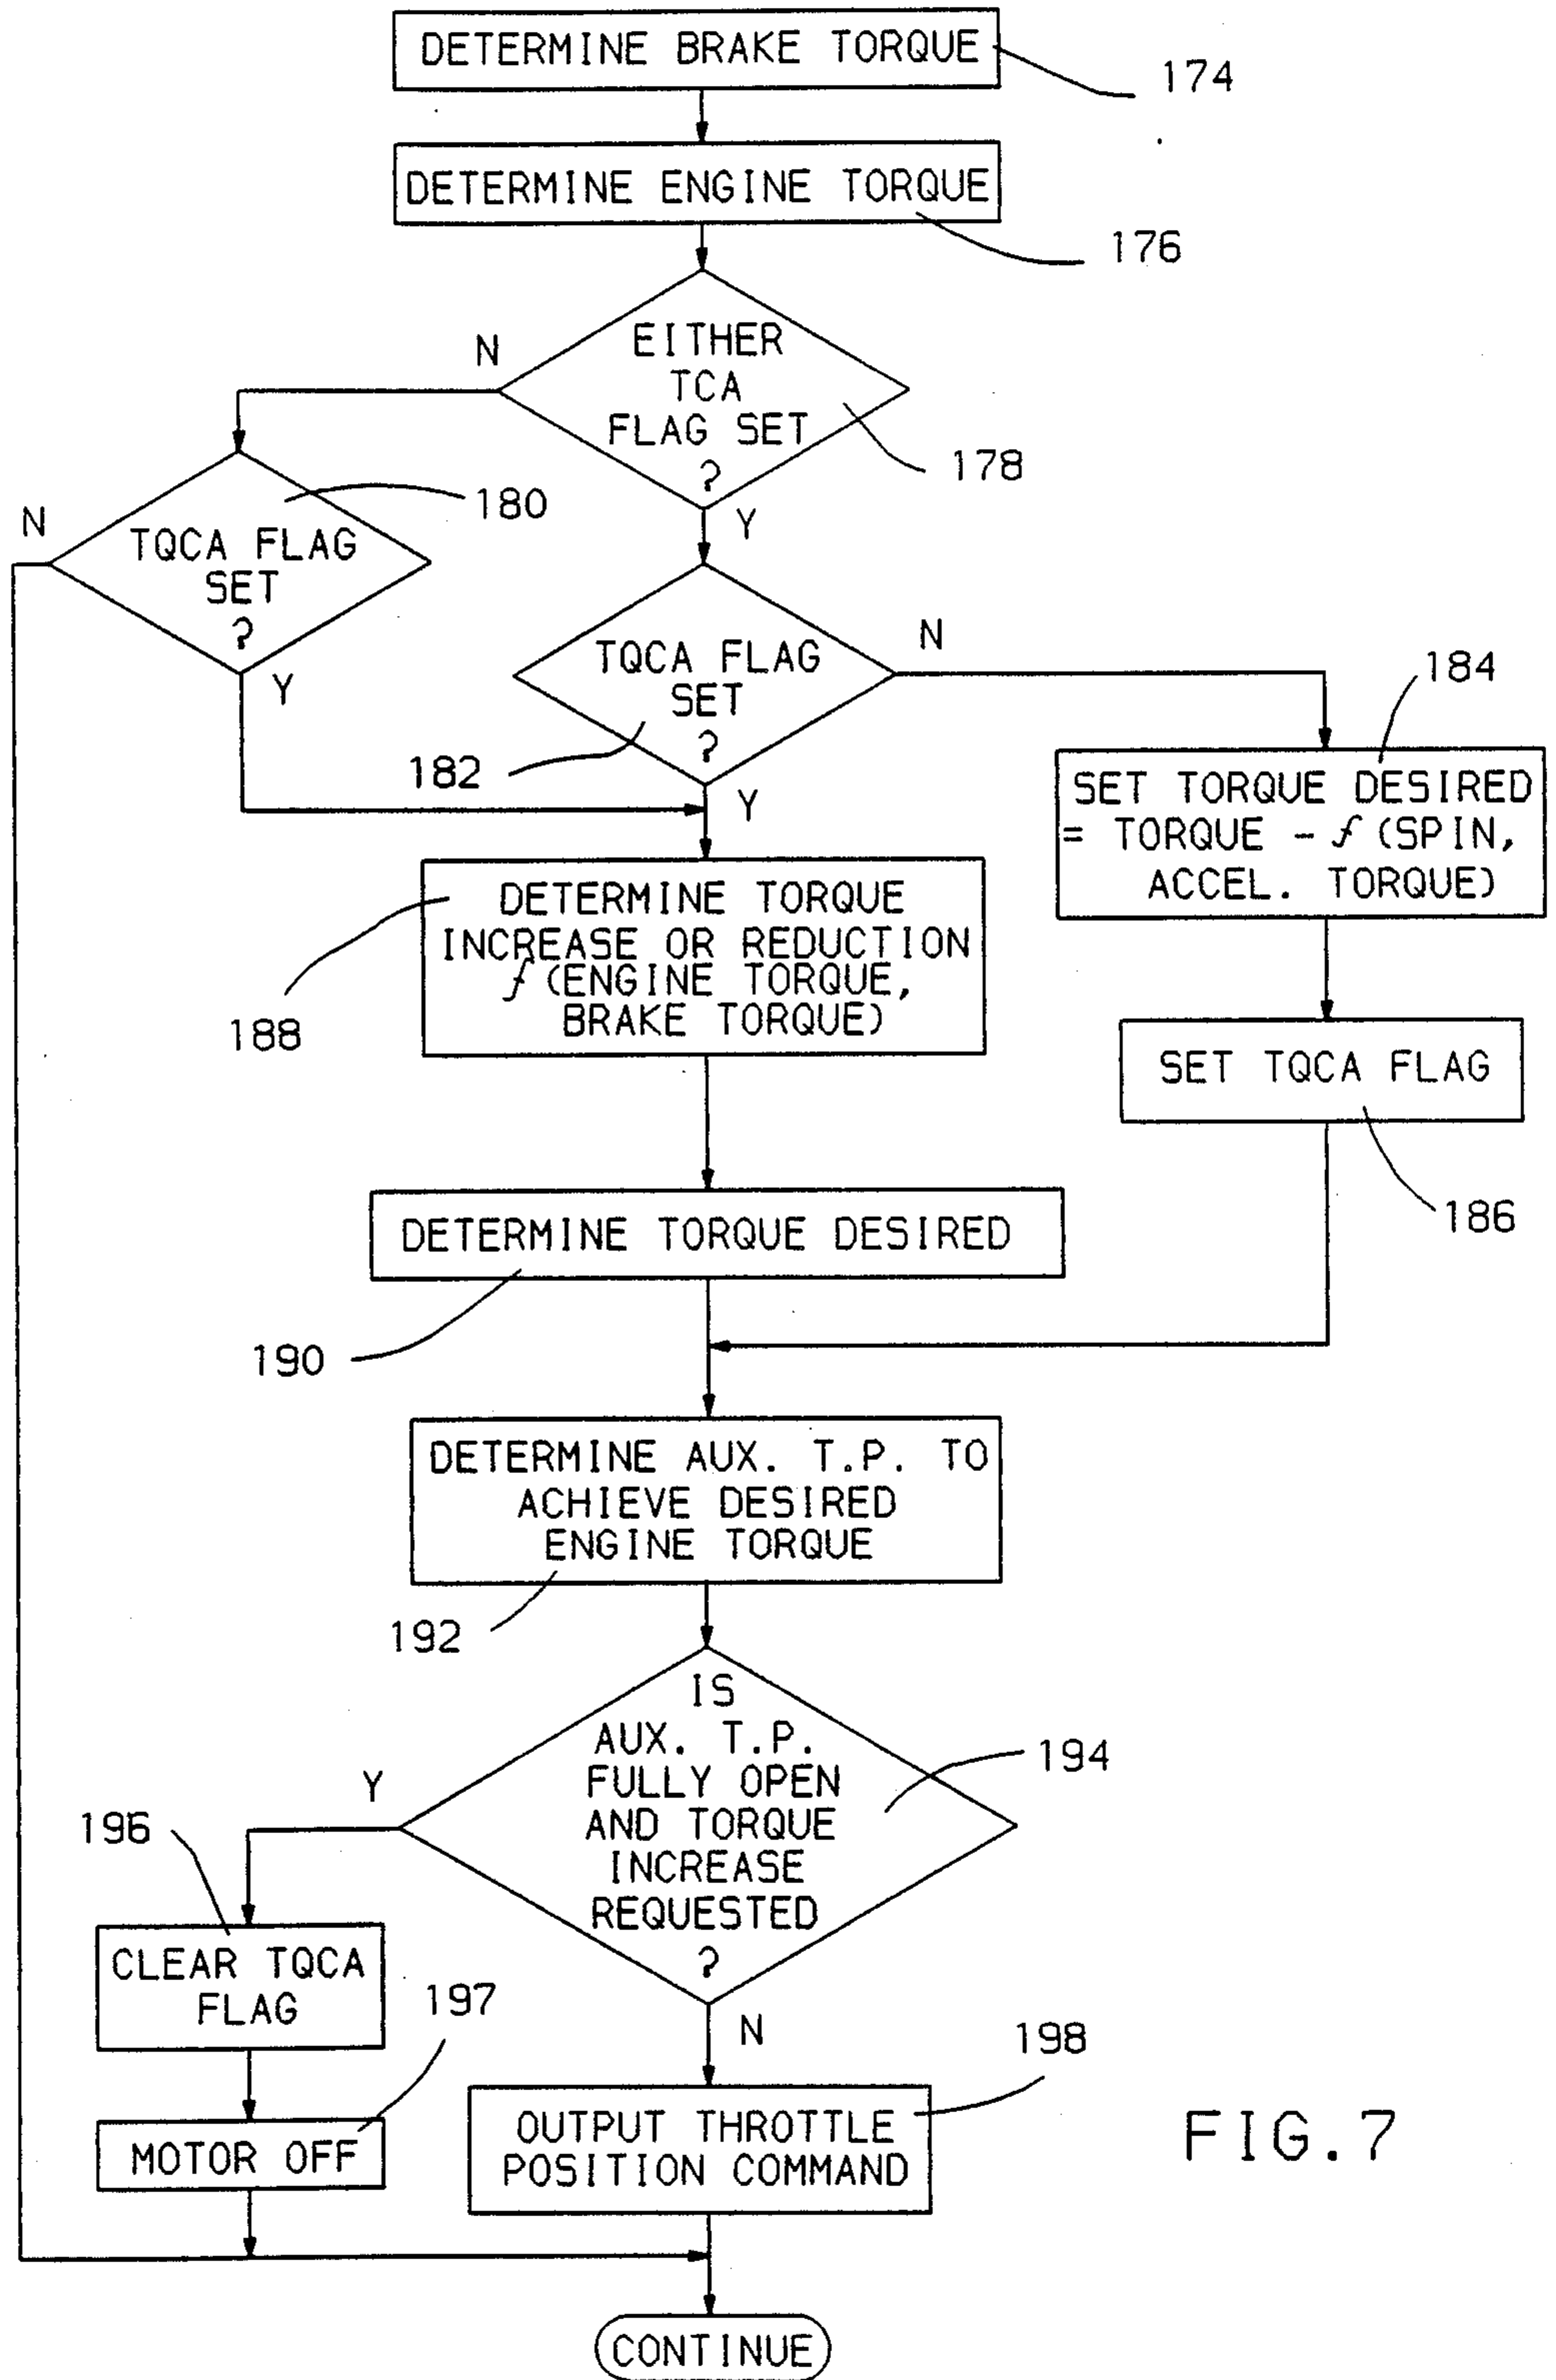 DETERMINE BRAKE TORQUE
174
DETERMINE ENGINE TORQUE
176
EITHER
TCA
FLAG SET
?
N
178
Y
180
TQCA FLAG
SET
?
N
Y
TQCA FLAG
SET
?
N
182
Y
184
SET TORQUE DESIRED
= TORQUE - f (SPIN,
ACCEL. TORQUE)
DETERMINE TORQUE
INCREASE OR REDUCTION
f (ENGINE TORQUE,
BRAKE TORQUE)
188
SET TQCA FLAG
186
DETERMINE TORQUE DESIRED
190
DETERMINE AUX. T.P. TO
ACHIEVE DESIRED
ENGINE TORQUE
192
IS
AUX. T.P.
FULLY OPEN
AND TORQUE
INCREASE
REQUESTED
?
194
Y
196
CLEAR TQCA
FLAG
197
N
198
MOTOR OFF
OUTPUT THROTTLE
POSITION COMMAND
FIG. 7
CONTINUE